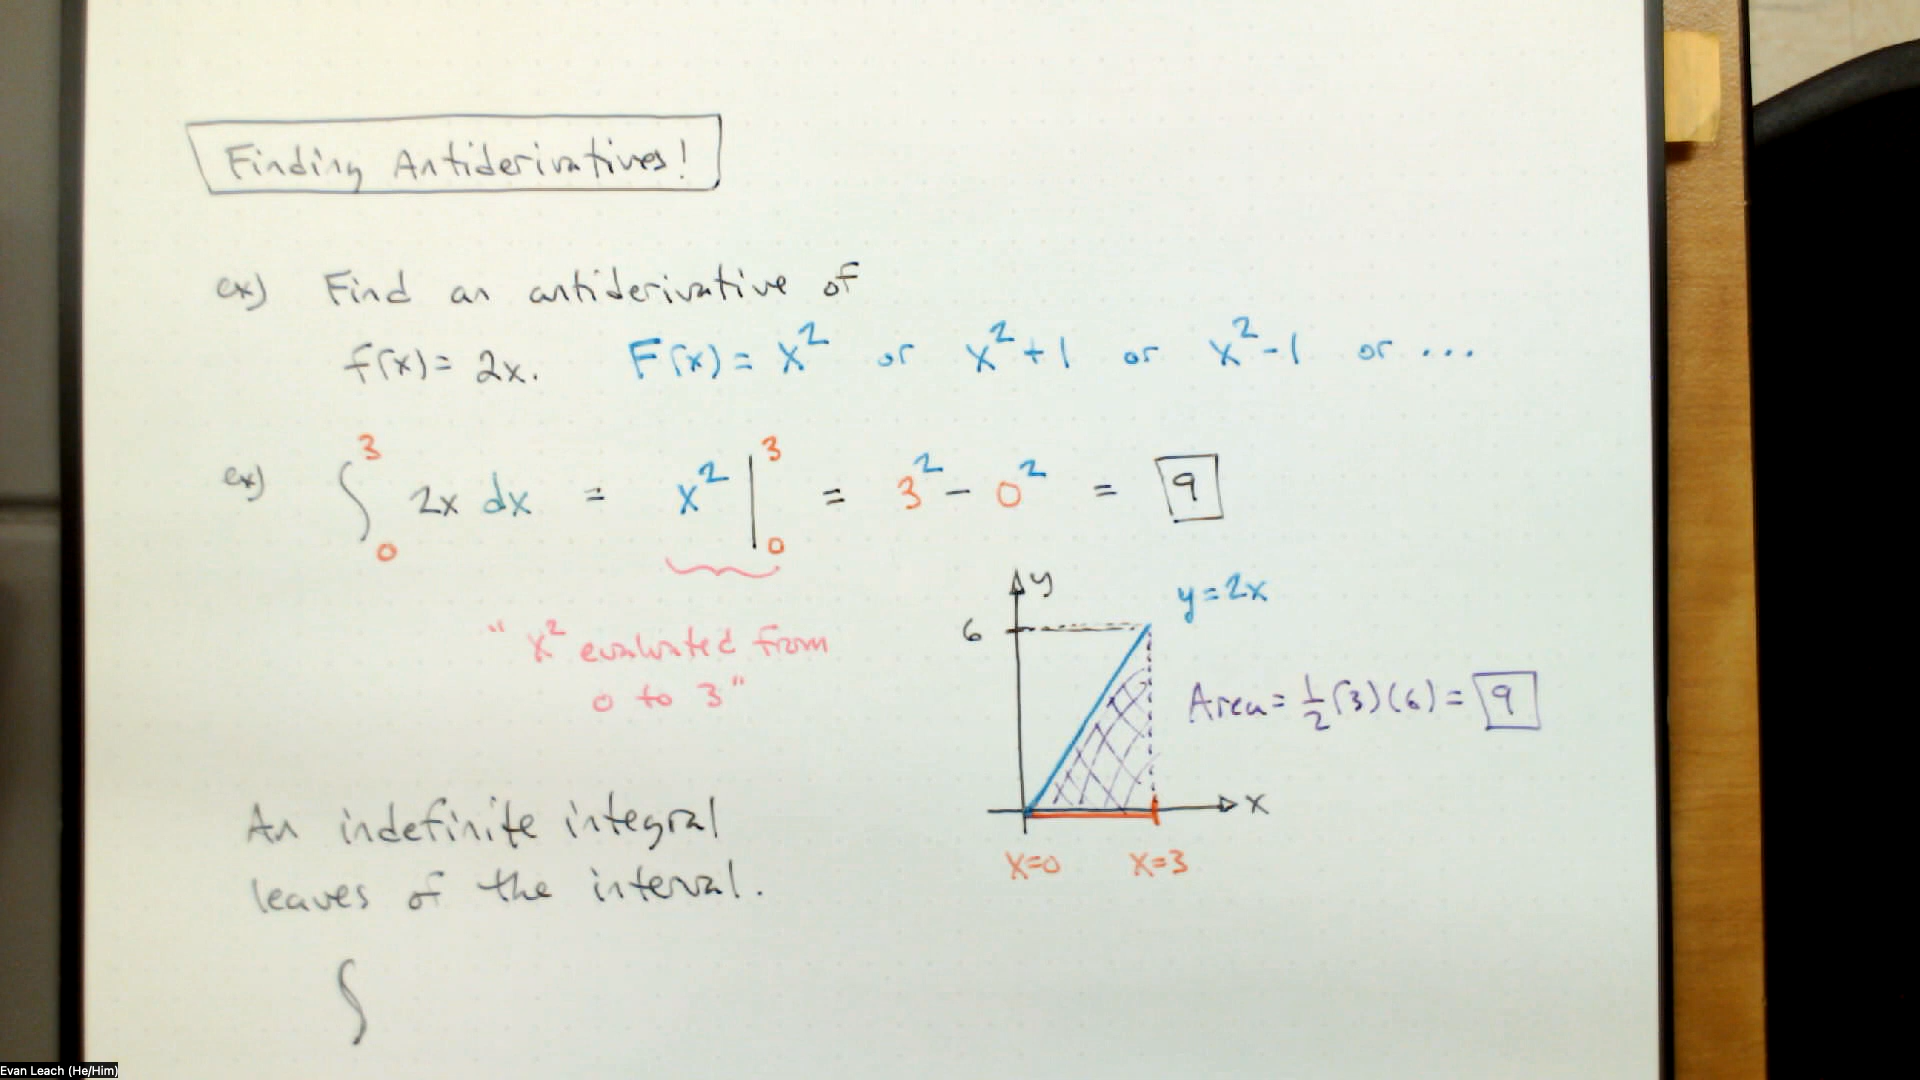 Finding Antiderivatives!
ex) Find an antiderivative of
f(x) = 2x. F(x) = x² or x²+1 or x²-1 or ...
ex) ∫₀³ 2x dx = x² |₀³ = 3² - 0² = 9
"x² evaluated from
0 to 3"
y
y = 2x
6
Area = 1/2 (3)(6) = 9
x
x=0 x=3
An indefinite integral
leaves of the interval.
∫
Evan Leach (He/Him)